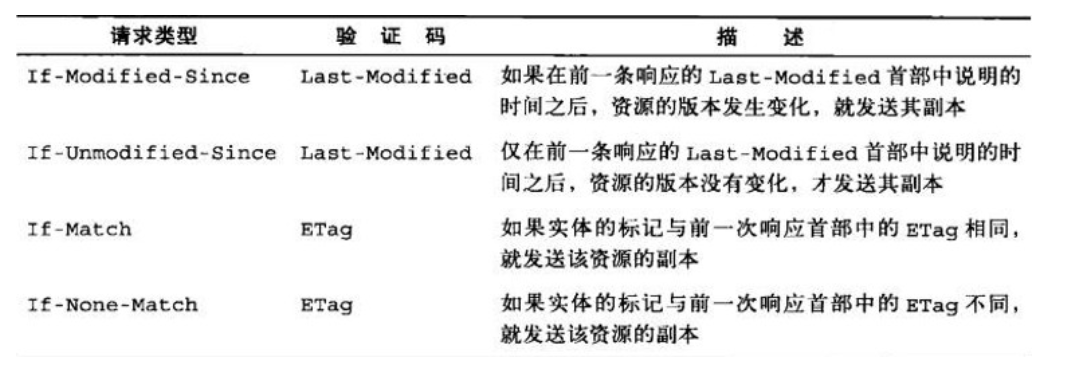 请求类型 验 证 码 描 述
If-Modified-Since Last-Modified 如果在前一条响应的 Last-Modified 首部中说明的
时间之后，资源的版本发生变化，就发送其副本
If-Unmodified-Since Last-Modified 仅在前一条响应的 Last-Modified 首部中说明的时
间之后，资源的版本没有变化，才发送其副本
If-Match ETag 如果实体的标记与前一次响应首部中的 ETag 相同，
就发送该资源的副本
If-None-Match ETag 如果实体的标记与前一次响应首部中的 ETag 不同，
就发送该资源的副本